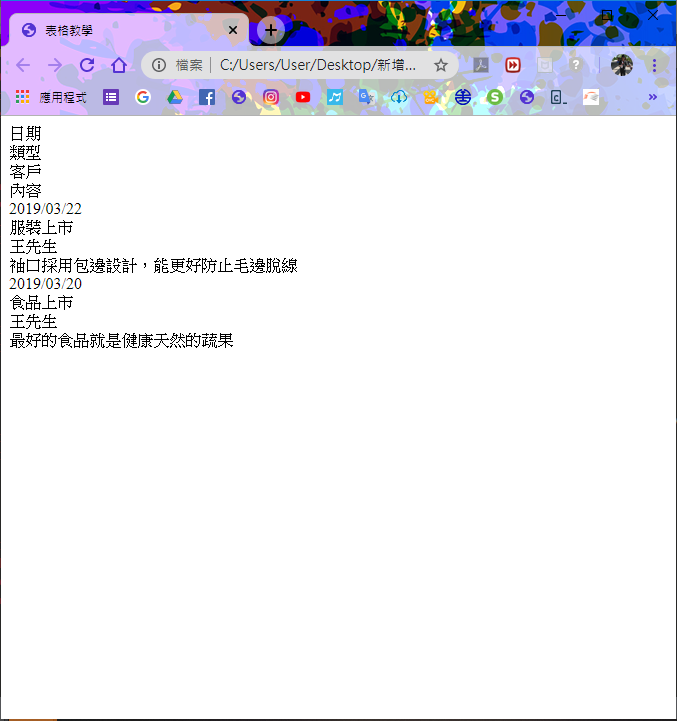 表格教學
檔案 | C:/Users/User/Desktop/新增...
應用程式
日期
類型
客戶
內容
2019/03/22
服裝上市
王先生
袖口採用包邊設計，能更好防止毛邊脫線
2019/03/20
食品上市
王先生
最好的食品就是健康天然的蔬果